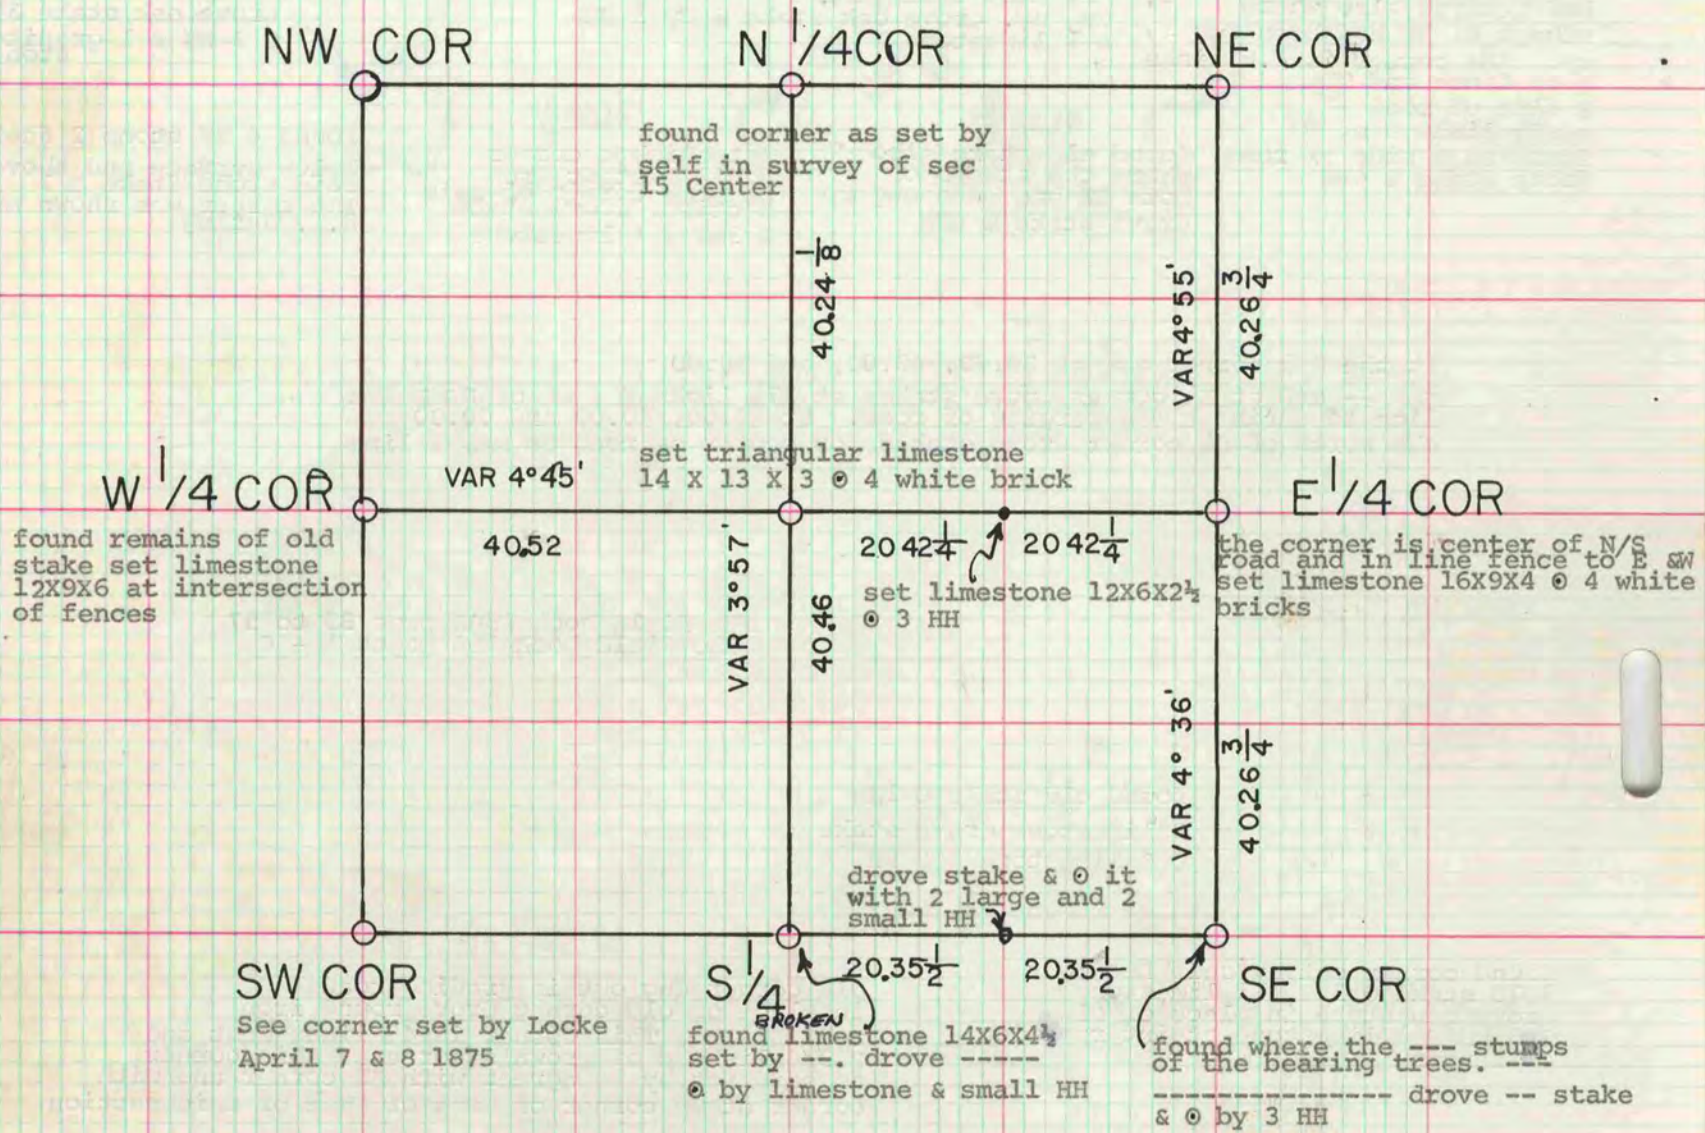 NW COR
N 1/4 COR
NE COR
found corner as set by
self in survey of sec
15 Center
40.24 1/8
VAR 4° 55'
40.26 3/4
W 1/4 COR
found remains of old
stake set limestone
12X9X6 at intersection
of fences
VAR 4° 45'
40.52
set triangular limestone
14 X 13 X 3 ⊙ 4 white brick
E 1/4 COR
the corner is center of N/S
road and in line fence to E &W
set limestone 16X9X4 ⊙ 4 white
bricks
20 42 1/4
20 42 1/4
set limestone 12X6X2½
⊙ 3 HH
VAR 3° 57'
40.46
VAR 4° 36'
40.26 3/4
drove stake & ⊙ it
with 2 large and 2
small HH
20.35 1/2
20.35 1/2
SW COR
See corner set by Locke
April 7 & 8 1875
S 1/4
BROKEN
found limestone 14X6X4½
set by --. drove -----
⊙ by limestone & small HH
SE COR
found where the --- stumps
of the bearing trees. ---
--------------- drove -- stake
& ⊙ by 3 HH